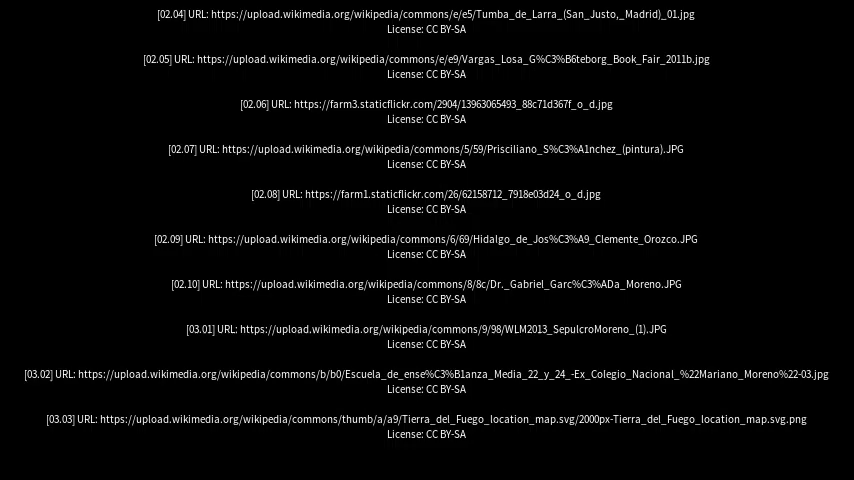 [02.04] URL: https://upload.wikimedia.org/wikipedia/commons/e/e5/Tumba_de_Larra_(San_Justo,_Madrid)_01.jpg
License: CC BY-SA
[02.05] URL: https://upload.wikimedia.org/wikipedia/commons/e/e9/Vargas_Losa_G%C3%B6teborg_Book_Fair_2011b.jpg
License: CC BY-SA
[02.06] URL: https://farm3.staticflickr.com/2904/13963065493_88c71d367f_o_d.jpg
License: CC BY-SA
[02.07] URL: https://upload.wikimedia.org/wikipedia/commons/5/59/Prisciliano_S%C3%A1nchez_(pintura).JPG
License: CC BY-SA
[02.08] URL: https://farm1.staticflickr.com/26/62158712_7918e03d24_o_d.jpg
License: CC BY-SA
[02.09] URL: https://upload.wikimedia.org/wikipedia/commons/6/69/Hidalgo_de_Jos%C3%A9_Clemente_Orozco.JPG
License: CC BY-SA
[02.10] URL: https://upload.wikimedia.org/wikipedia/commons/8/8c/Dr._Gabriel_Garc%C3%ADa_Moreno.JPG
License: CC BY-SA
[03.01] URL: https://upload.wikimedia.org/wikipedia/commons/9/98/WLM2013_SepulcroMoreno_(1).JPG
License: CC BY-SA
[03.02] URL: https://upload.wikimedia.org/wikipedia/commons/b/b0/Escuela_de_ense%C3%B1anza_Media_22_y_24_-Ex_Colegio_Nacional_%22Mariano_Moreno%22-03.jpg
License: CC BY-SA
[03.03] URL: https://upload.wikimedia.org/wikipedia/commons/thumb/a/a9/Tierra_del_Fuego_location_map.svg/2000px-Tierra_del_Fuego_location_map.svg.png
License: CC BY-SA